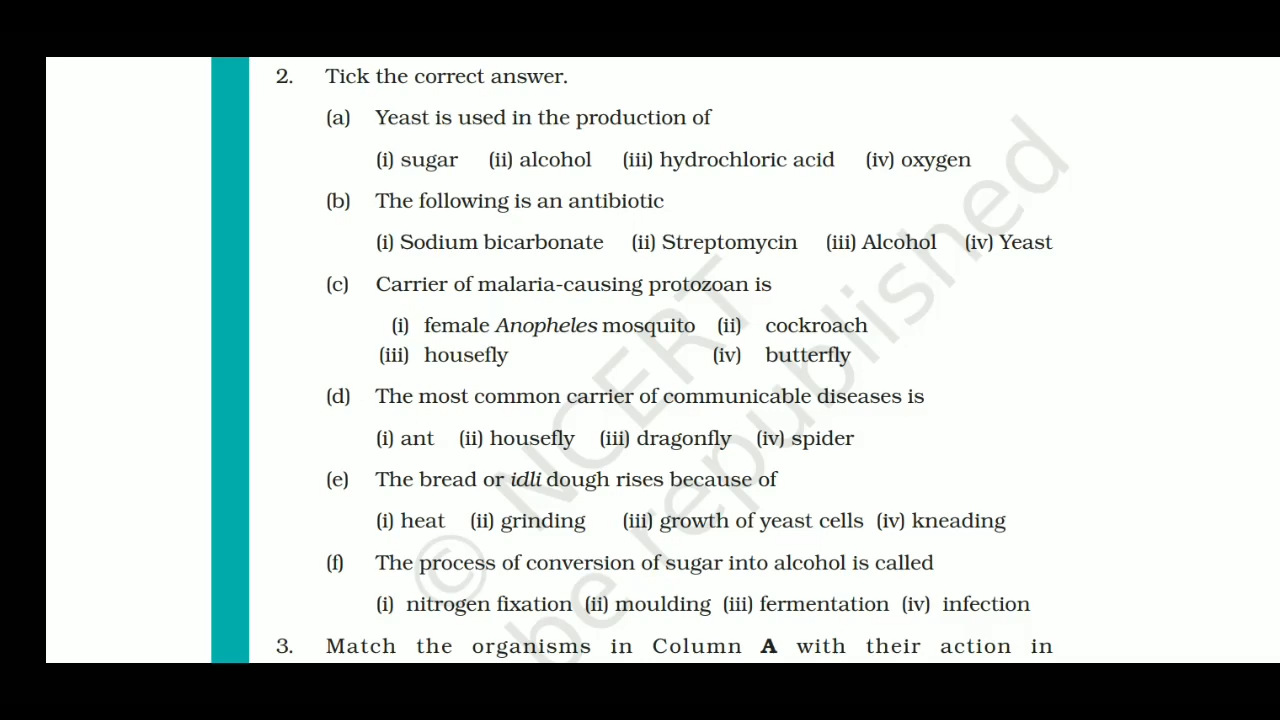 2. Tick the correct answer.
(a) Yeast is used in the production of
(i) sugar (ii) alcohol (iii) hydrochloric acid (iv) oxygen
(b) The following is an antibiotic
(i) Sodium bicarbonate (ii) Streptomycin (iii) Alcohol (iv) Yeast
(c) Carrier of malaria-causing protozoan is
(i) female Anopheles mosquito (ii) cockroach
(iii) housefly (iv) butterfly
(d) The most common carrier of communicable diseases is
(i) ant (ii) housefly (iii) dragonfly (iv) spider
(e) The bread or idli dough rises because of
(i) heat (ii) grinding (iii) growth of yeast cells (iv) kneading
(f) The process of conversion of sugar into alcohol is called
(i) nitrogen fixation (ii) moulding (iii) fermentation (iv) infection
3. Match the organisms in Column A with their action in
© NCERT
be republished